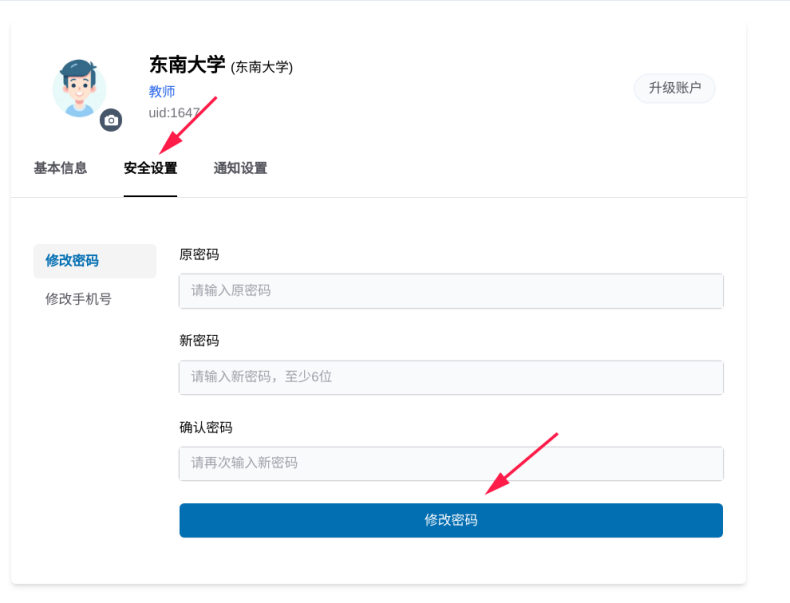 东南大学 (东南大学)
教师
uid:1647
升级账户
基本信息 安全设置 通知设置
修改密码
修改手机号
原密码
请输入原密码
新密码
请输入新密码，至少6位
确认密码
请再次输入新密码
修改密码